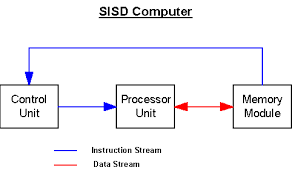 SISD Computer
Control
Unit
Processor
Unit
Memory
Module
Instruction Stream
Data Stream